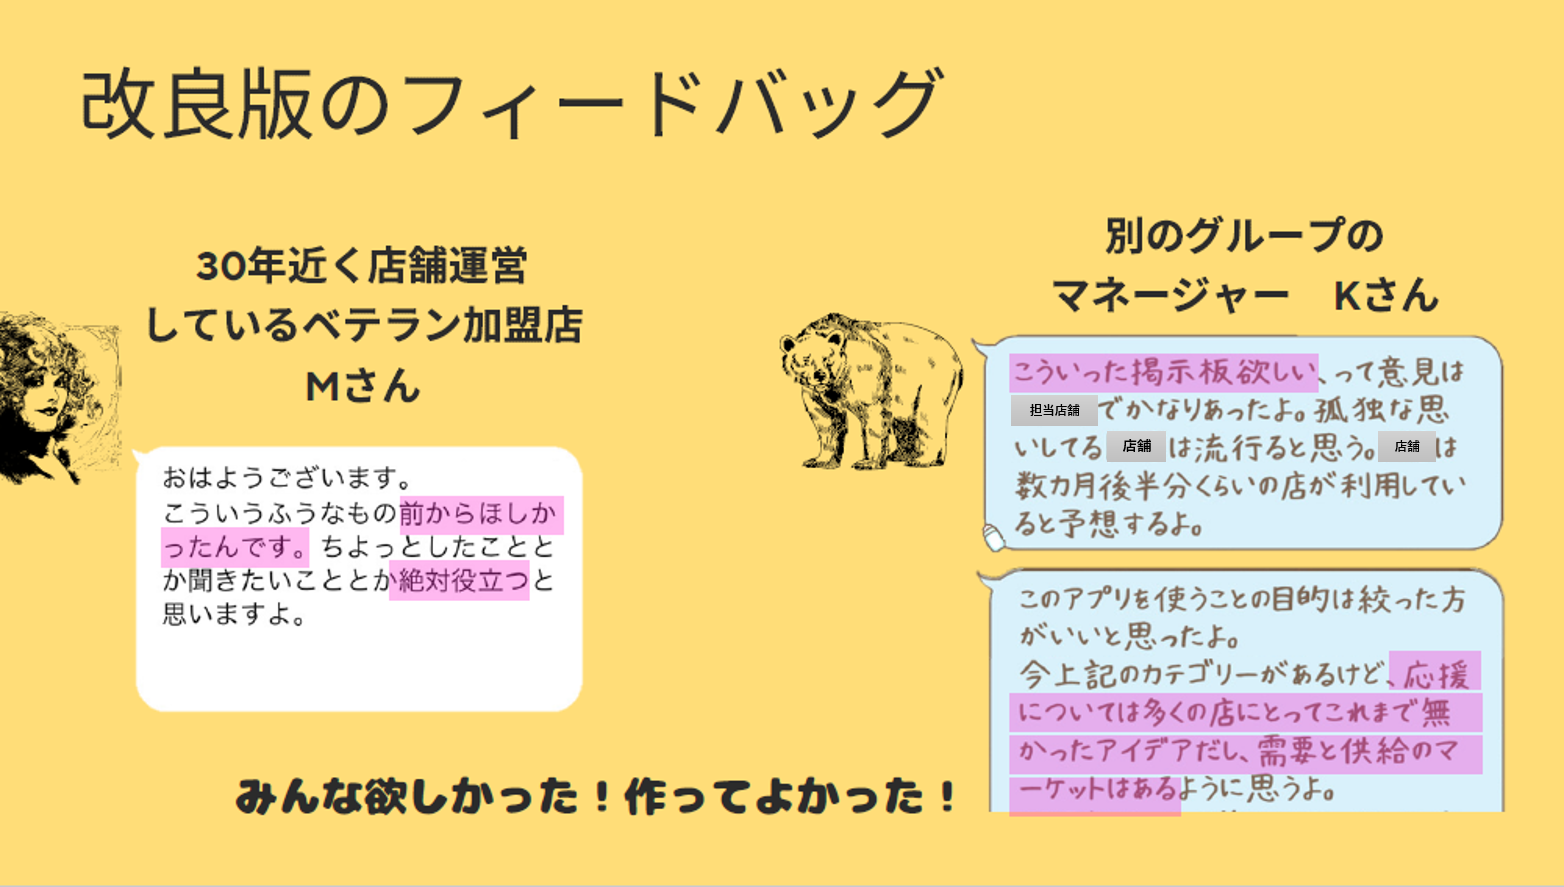 改良版のフィードバッグ
30年近く店舗運営
しているベテラン加盟店
Mさん
おはようございます。
こういうふうなもの前からほしか
ったんです。ちよっとしたことと
か聞きたいこととか絶対役立つと
思いますよ。
別のグループの
マネージャー　Kさん
こういった掲示板欲しい、って意見は
担当店舗でかなりあったよ。孤独な思
いしてる店舗は流行ると思う。店舗は
数カ月後半分くらいの店が利用してい
ると予想するよ。
このアプリを使うことの目的は絞った方
がいいと思ったよ。
今上記のカテゴリーがあるけど、応援
については多くの店にとってこれまで無
かったアイデアだし、需要と供給のマ
ーケットはあるように思うよ。
みんな欲しかった！作ってよかった！